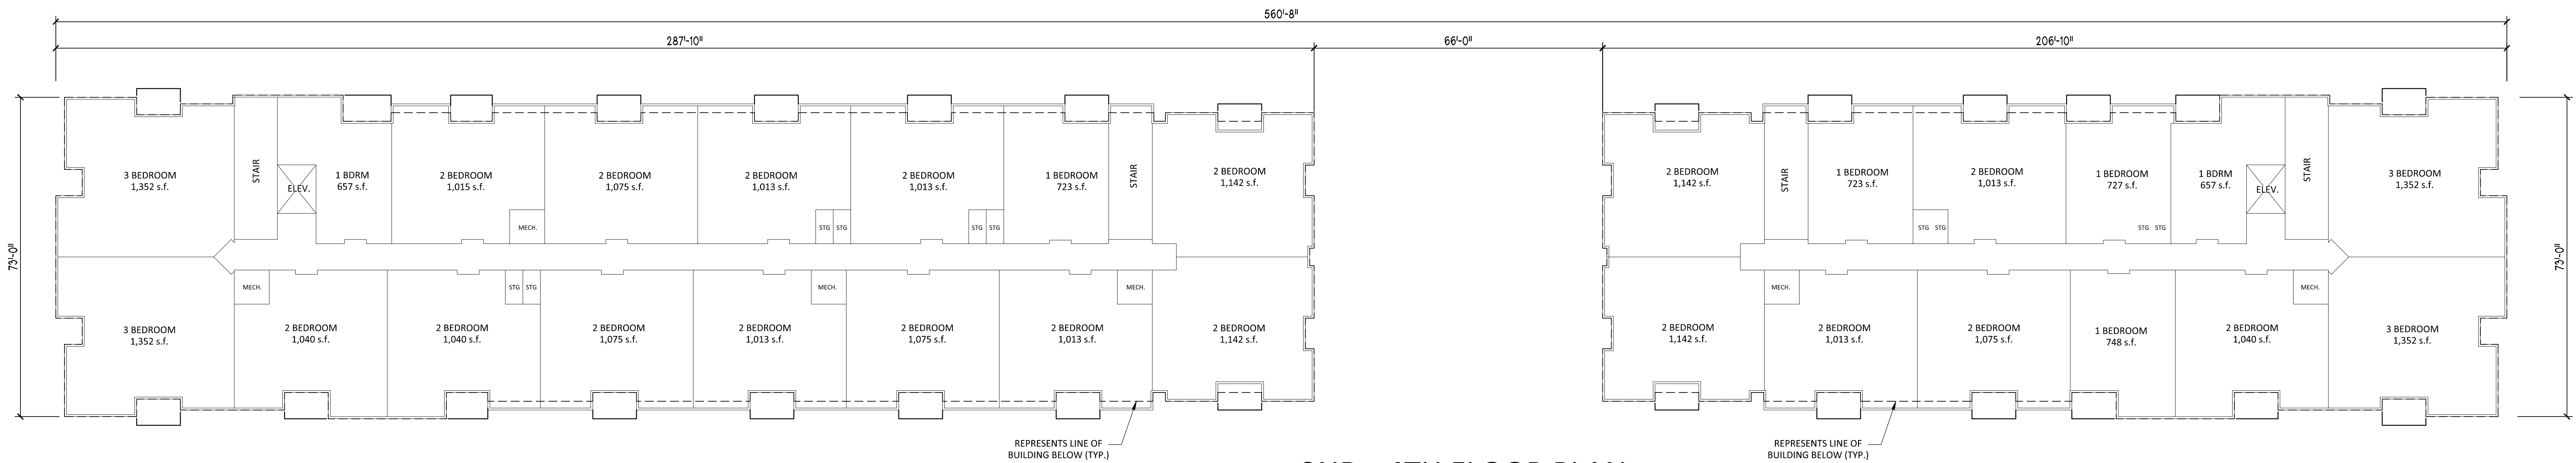 560'-8"
287'-10"
66'-0"
206'-10"
73'-0"
3 BEDROOM
1,352 s.f.
STAIR
ELEV.
1 BDRM
657 s.f.
2 BEDROOM
1,015 s.f.
MECH.
2 BEDROOM
1,075 s.f.
2 BEDROOM
1,013 s.f.
STG STG
2 BEDROOM
1,013 s.f.
STG STG
1 BEDROOM
723 s.f.
STAIR
2 BEDROOM
1,142 s.f.
2 BEDROOM
1,142 s.f.
STAIR
1 BEDROOM
723 s.f.
2 BEDROOM
1,013 s.f.
STG STG
1 BEDROOM
727 s.f.
STG STG
1 BDRM
657 s.f.
ELEV.
STAIR
3 BEDROOM
1,352 s.f.
73'-0"
3 BEDROOM
1,352 s.f.
MECH.
2 BEDROOM
1,040 s.f.
2 BEDROOM
1,040 s.f.
STG STG
2 BEDROOM
1,075 s.f.
2 BEDROOM
1,013 s.f.
MECH.
2 BEDROOM
1,075 s.f.
2 BEDROOM
1,013 s.f.
MECH.
2 BEDROOM
1,142 s.f.
2 BEDROOM
1,142 s.f.
MECH.
2 BEDROOM
1,013 s.f.
2 BEDROOM
1,075 s.f.
1 BEDROOM
748 s.f.
2 BEDROOM
1,040 s.f.
MECH.
3 BEDROOM
1,352 s.f.
REPRESENTS LINE OF
BUILDING BELOW (TYP.)
REPRESENTS LINE OF
BUILDING BELOW (TYP.)